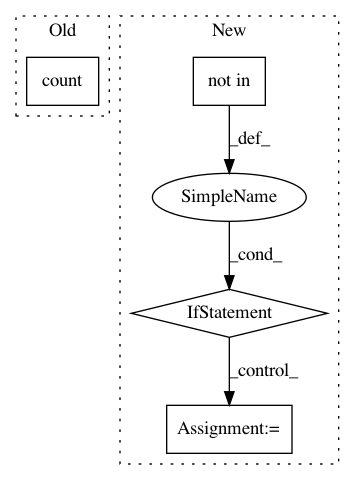 Old
New
count
not in
_def_
SimpleName
_cond_
IfStatement
_control_
Assignment:=